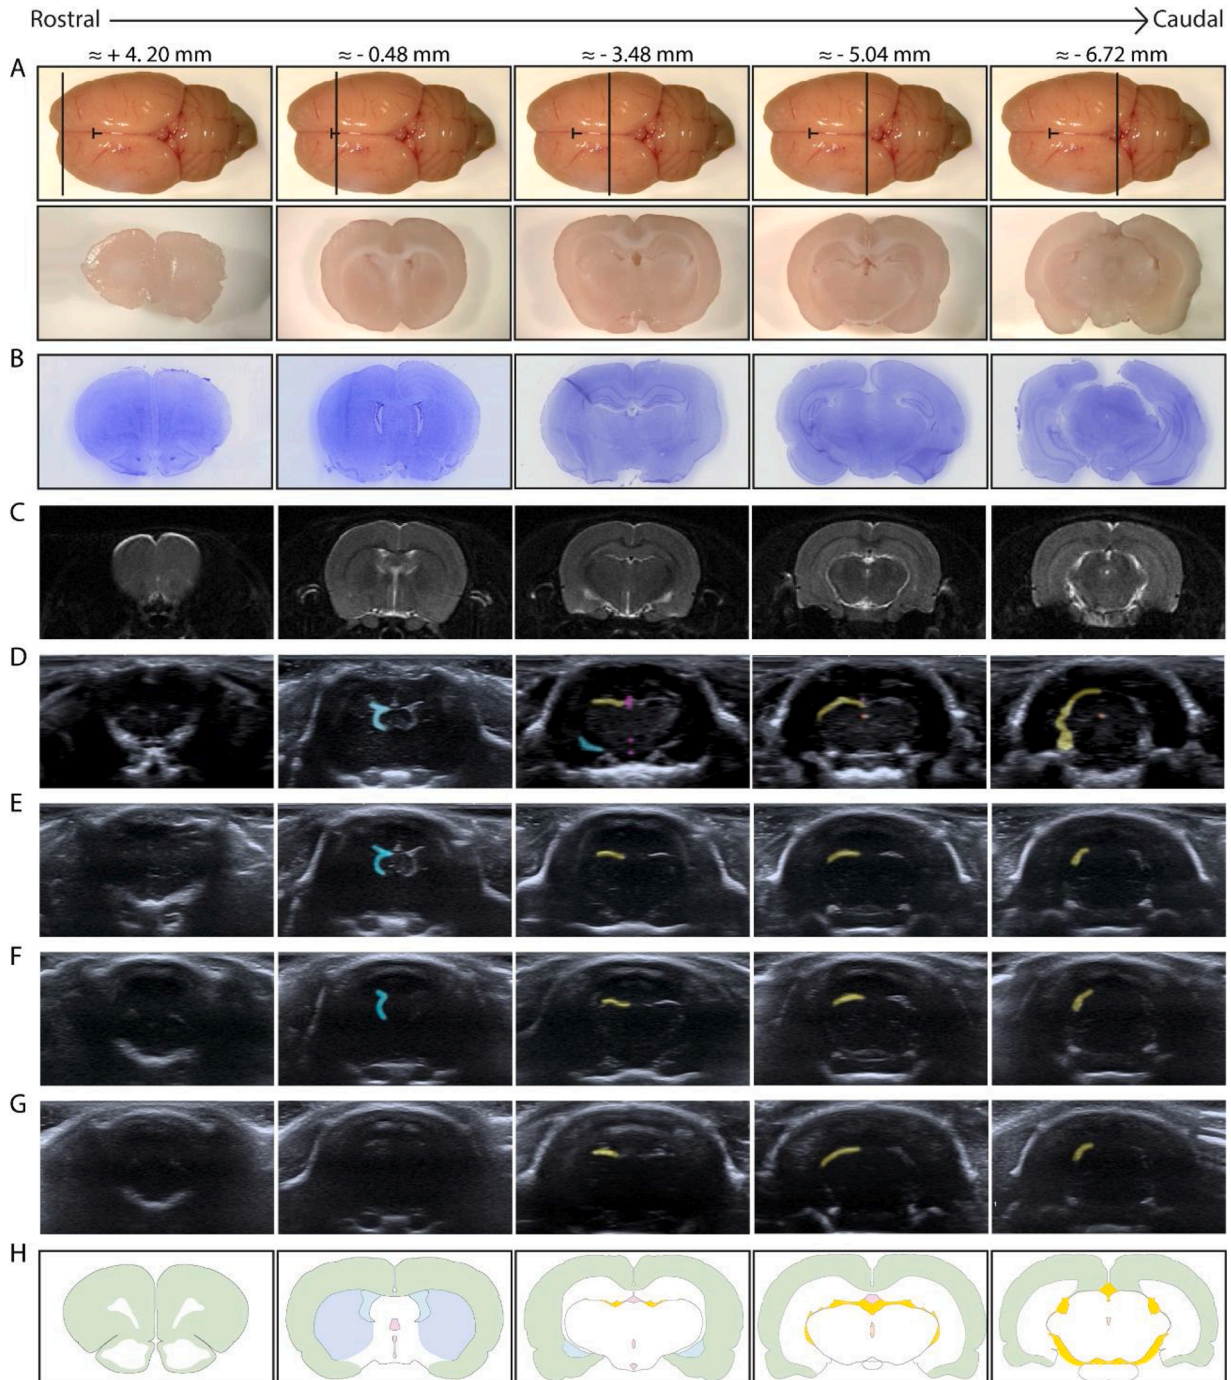 Rostral Caudal
≈ + 4. 20 mm ≈ - 0.48 mm ≈ - 3.48 mm ≈ - 5.04 mm ≈ - 6.72 mm
A
B
C
D
E
F
G
H